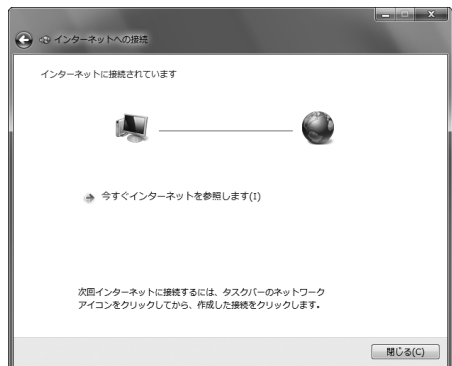 インターネットへの接続
インターネットに接続されています
今すぐインターネットを参照します(I)
次回インターネットに接続するには、タスクバーのネットワーク
アイコンをクリックしてから、作成した接続をクリックします。
閉じる(C)